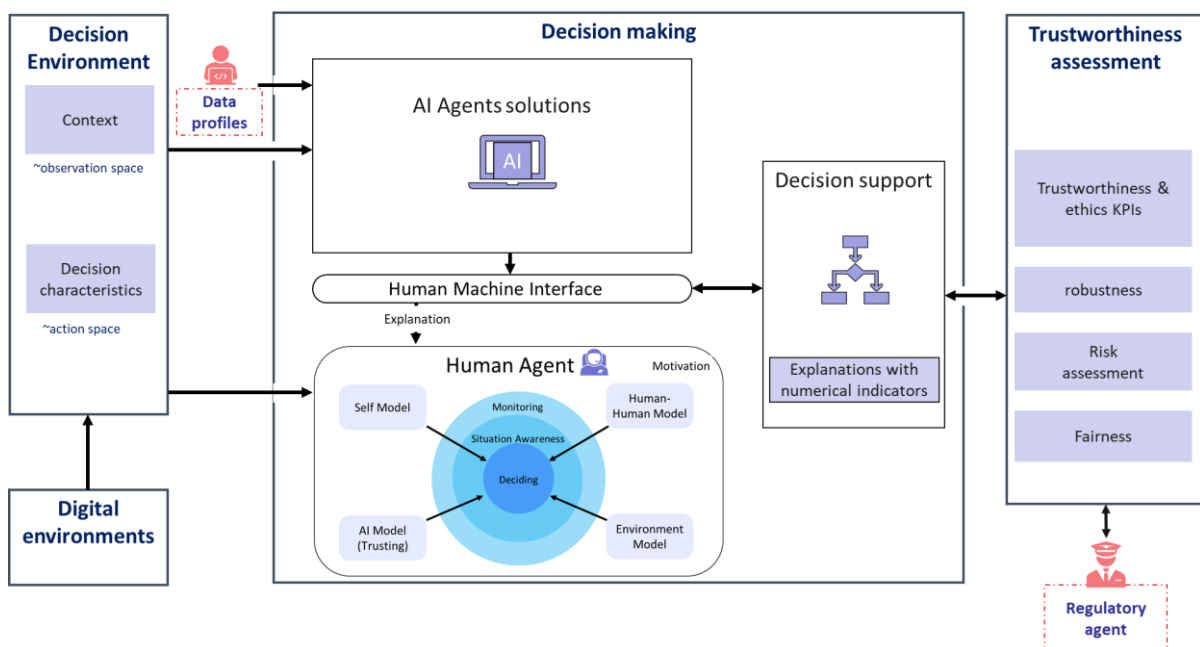 Decision
Environment
Context
~observation space
Decision
characteristics
~action space
Digital
environments
Data
profiles
Decision making
AI Agents solutions
AI
Human Machine Interface
Explanation
Human Agent
Motivation
Self Model
Monitoring
Human-
Human Model
Situation Awareness
Deciding
AI Model
(Trusting)
Environment
Model
Decision support
Explanations with
numerical indicators
Trustworthiness
assessment
Trustworthiness &
ethics KPIs
robustness
Risk
assessment
Fairness
Regulatory
agent